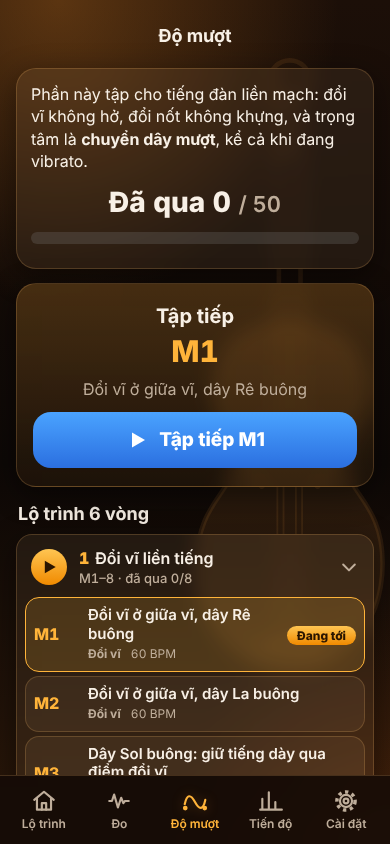 Độ mượt
Phần này tập cho tiếng đàn liền mạch: đổi
vĩ không hở, đổi nốt không khựng, và trọng
tâm là chuyển dây mượt, kể cả khi đang
vibrato.
Đã qua 0 / 50
Tập tiếp
M1
Đổi vĩ ở giữa vĩ, dây Rê buông
Tập tiếp M1
Lộ trình 6 vòng
1 Đổi vĩ liền tiếng
M1–8 · đã qua 0/8
M1
Đổi vĩ ở giữa vĩ, dây Rê
buông
Đổi vĩ 60 BPM
Đang tới
M2
Đổi vĩ ở giữa vĩ, dây La buông
Đổi vĩ 60 BPM
M3
Dây Sol buông: giữ tiếng dày qua
điểm đổi vĩ
Lộ trình
Đo
Độ mượt
Tiến độ
Cài đặt